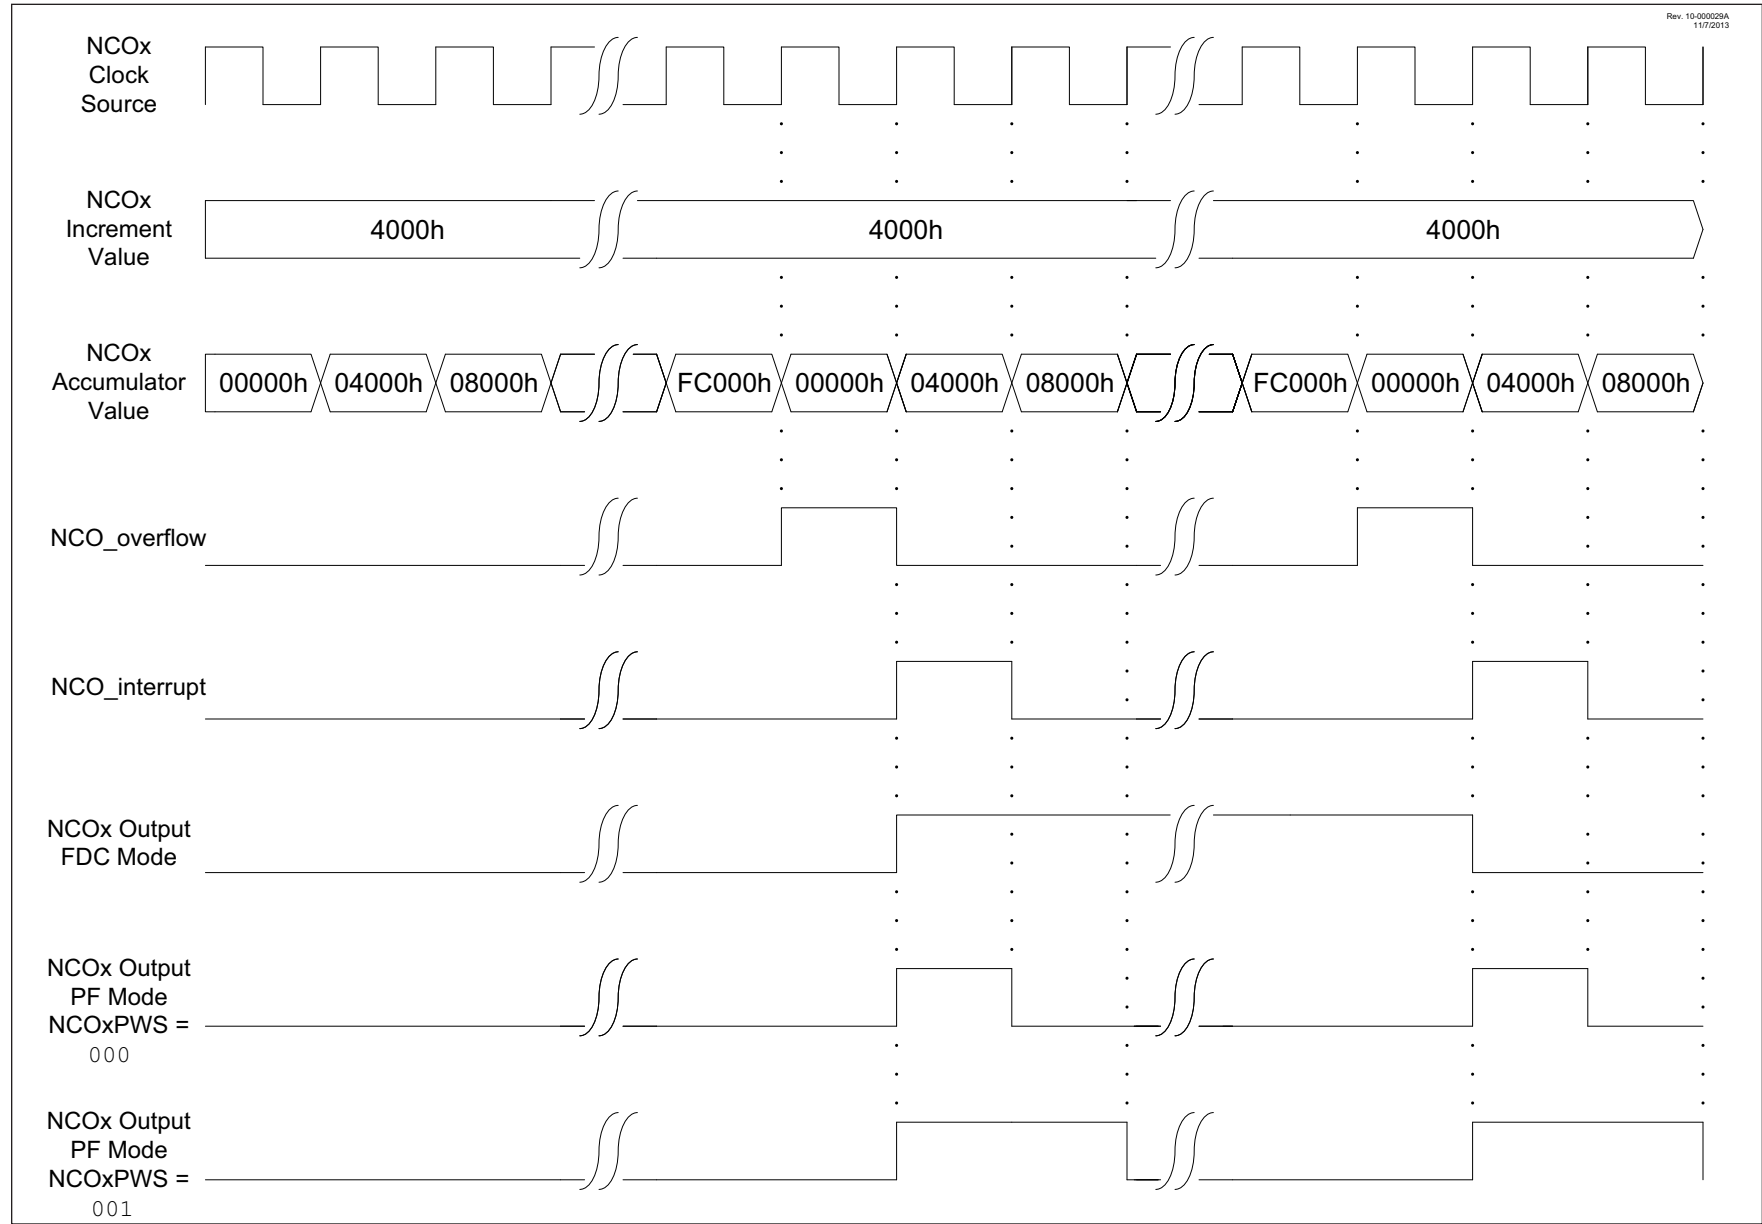 Rev. 10-000029A
11/7/2013
NCOx
Clock
Source
NCOx
Increment
Value
4000h
4000h
4000h
NCOx
Accumulator
Value
00000h
04000h
08000h
FC000h
00000h
04000h
08000h
FC000h
00000h
04000h
08000h
NCO_overflow
NCO_interrupt
NCOx Output
FDC Mode
NCOx Output
PF Mode
NCOxPWS =
000
NCOx Output
PF Mode
NCOxPWS =
001